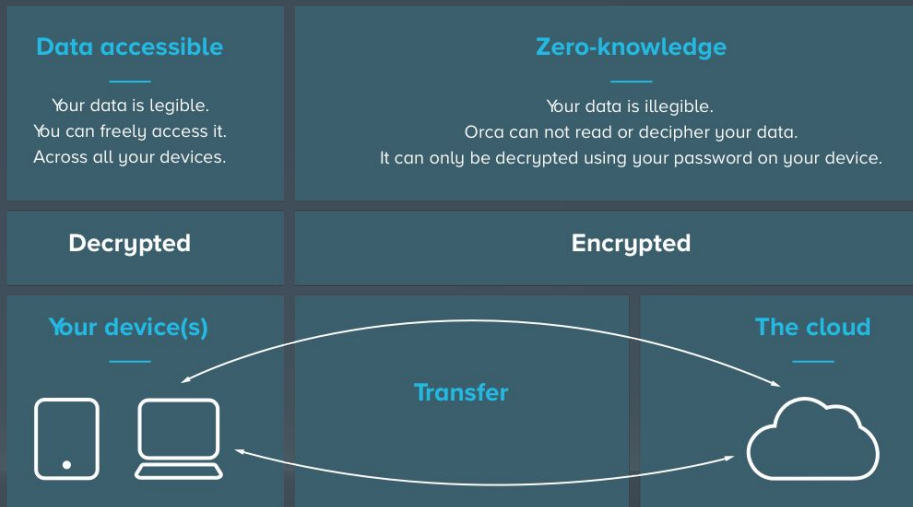 Data accessible
Your data is legible.
You can freely access it.
Across all your devices.
Zero-knowledge
Your data is illegible.
Orca can not read or decipher your data.
It can only be decrypted using your password on your device.
Decrypted
Encrypted
Your device(s)
Transfer
The cloud